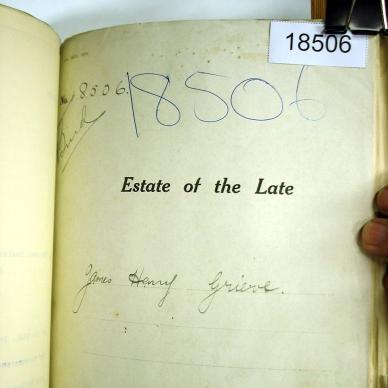 18506
No. 18506.
18506
Estate of the Late
James Henry Grieve.